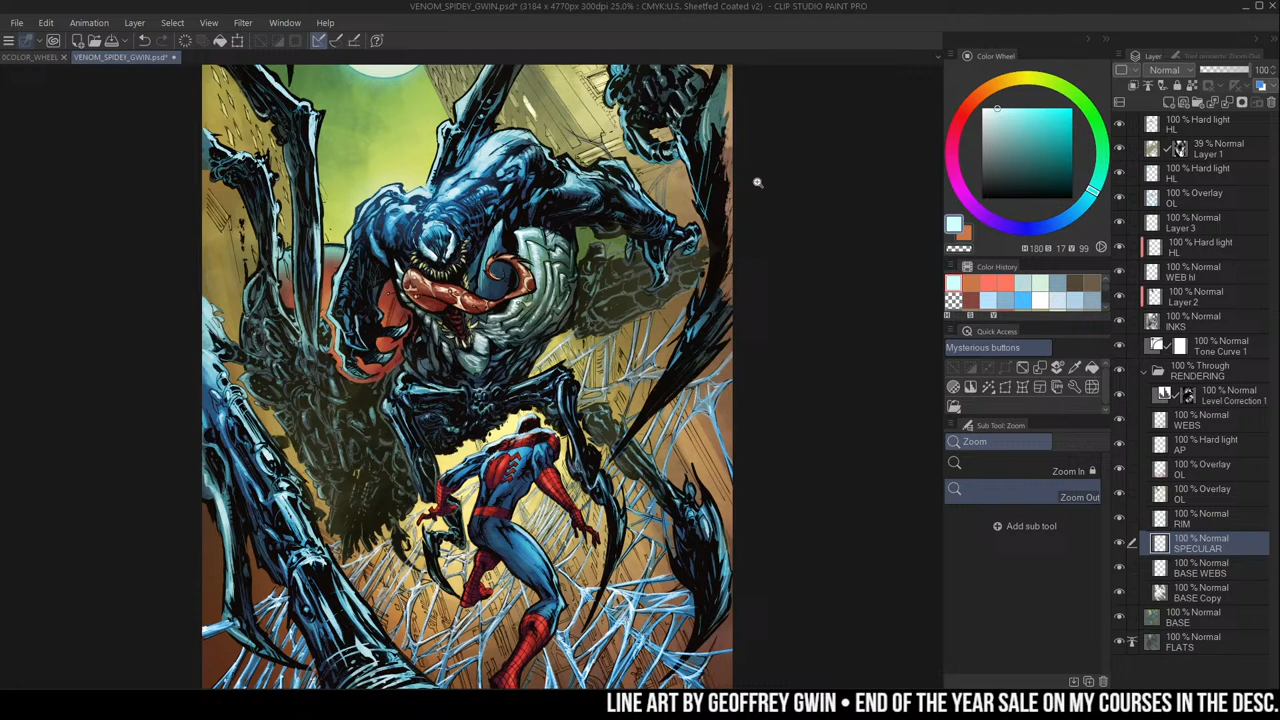 VENOM_SPIDEY_GWIN.psd* (3184 x 4770px 300dpi 25.0% : CMYK:U.S. Sheetfed Coated v2) - CLIP STUDIO PAINT PRO
File Edit Animation Layer Select View Filter Window Help
0COLOR_WHEEL VENOM_SPIDEY_GWIN.psd*
Color Wheel
H 180 S 17 V 99
Color History
H S V
Quick Access
Mysterious buttons
Sub Tool: Zoom
Zoom
Zoom In
Zoom Out
Add sub tool
Layer
Normal 100
100 % Hard light
HL
39 % Normal
Layer 1
100 % Hard light
HL
100 % Overlay
OL
100 % Normal
Layer 3
100 % Hard light
HL
100 % Normal
WEB hl
100 % Normal
Layer 2
100 % Normal
INKS
100 % Normal
Tone Curve 1
100 % Through
RENDERING
100 % Normal
Level Correction 1
100 % Normal
WEBS
100 % Hard light
AP
100 % Overlay
OL
100 % Overlay
OL
100 % Normal
RIM
100 % Normal
SPECULAR
100 % Normal
BASE WEBS
100 % Normal
BASE Copy
100 % Normal
BASE
100 % Normal
FLATS
LINE ART BY GEOFFREY GWIN • END OF THE YEAR SALE ON MY COURSES IN THE DESC.